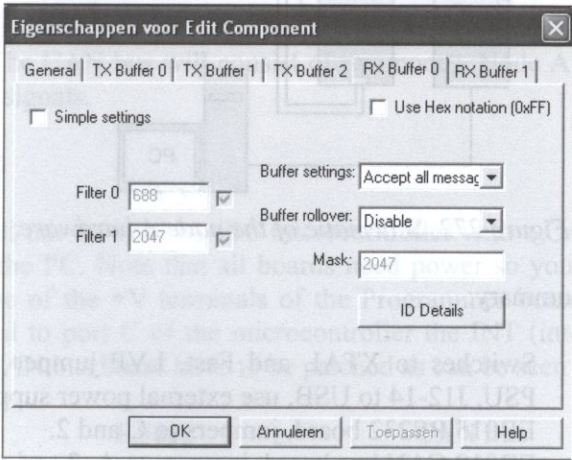 Eigenschappen voor Edit Component
General TX Buffer 0 TX Buffer 1 TX Buffer 2 RX Buffer 0 RX Buffer 1
Simple settings
Use Hex notation (0xFF)
Buffer settings: Accept all messag
Filter 0 688
Buffer rollover: Disable
Filter 1 2047
Mask: 2047
ID Details
OK Annuleren Toepassen Help